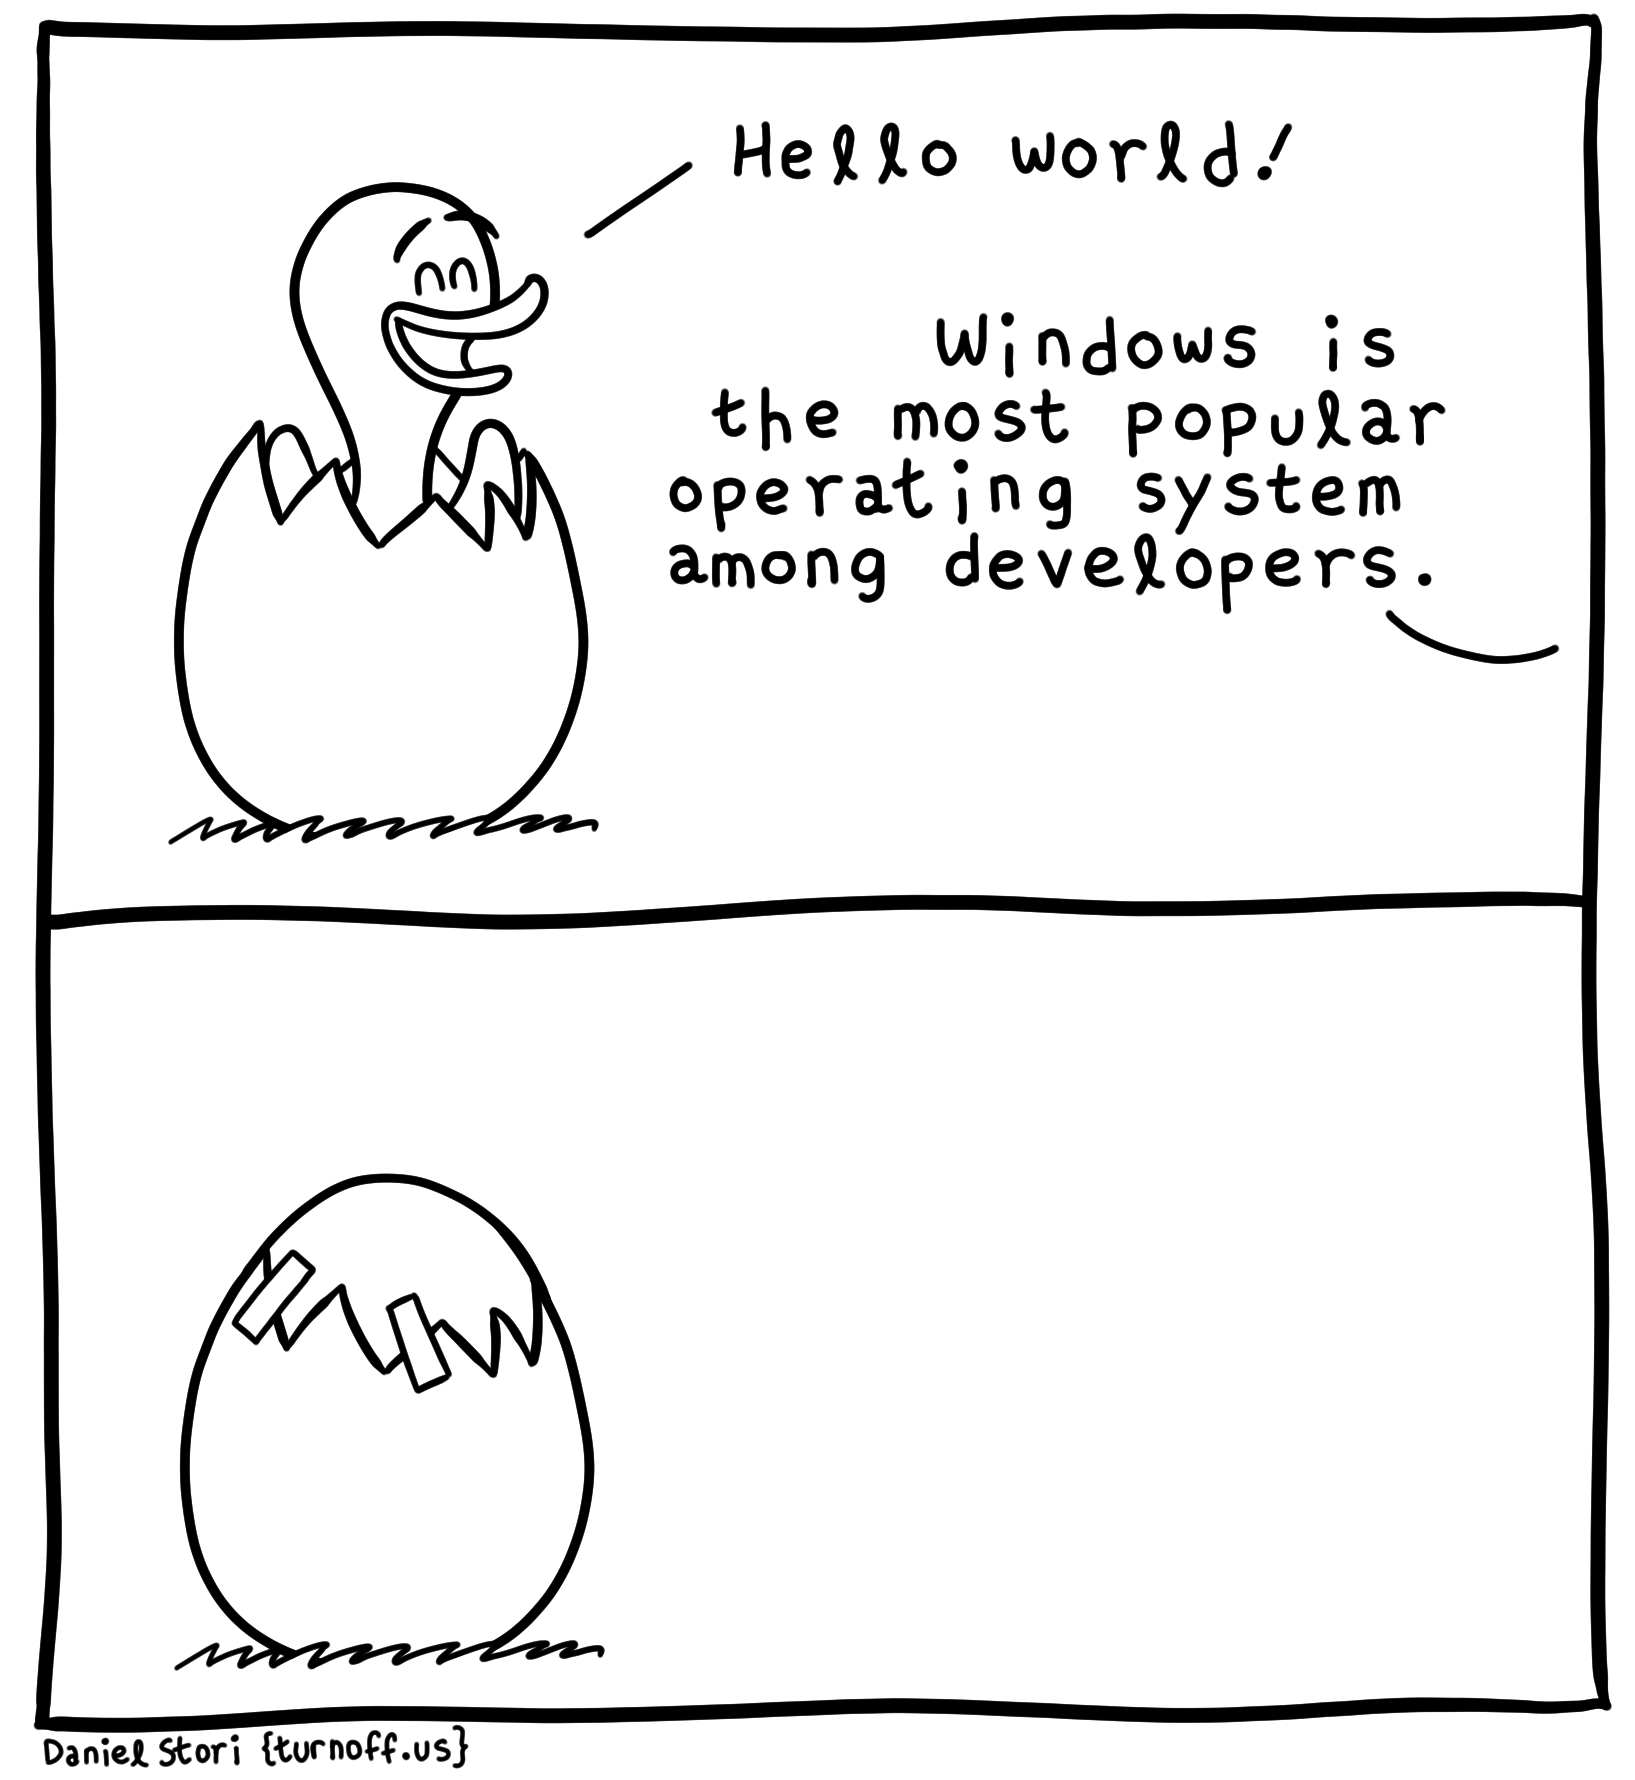 Hello world!
Windows is
the most popular
operating system
among developers.
Daniel Stori {turnoff.us}